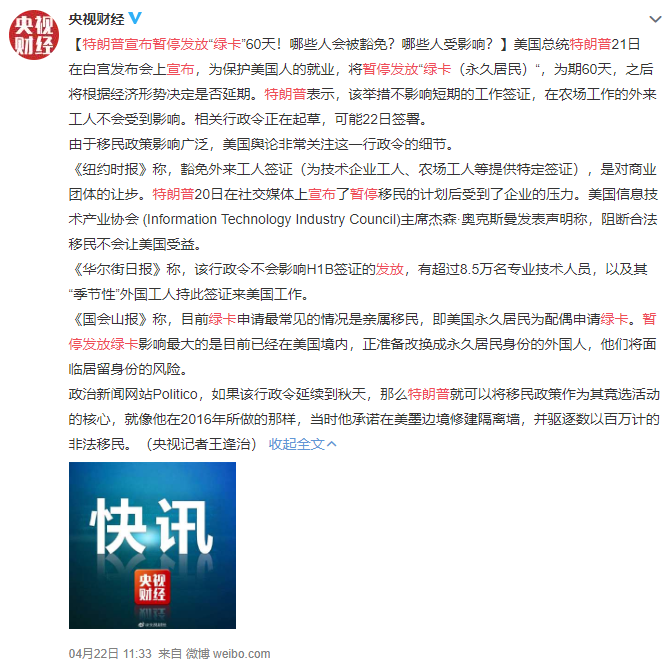 央视财经
央视财经
【特朗普宣布暂停发放“绿卡”60天！哪些人会被豁免？哪些人受影响？】美国总统特朗普21日
在白宫发布会上宣布，为保护美国人的就业，将暂停发放“绿卡（永久居民）“，为期60天，之后
将根据经济形势决定是否延期。特朗普表示，该举措不影响短期的工作签证，在农场工作的外来
工人不会受到影响。相关行政令正在起草，可能22日签署。
由于移民政策影响广泛，美国舆论非常关注这一行政令的细节。
《纽约时报》称，豁免外来工人签证（为技术企业工人、农场工人等提供特定签证），是对商业
团体的让步。特朗普20日在社交媒体上宣布了暂停移民的计划后受到了企业的压力。美国信息技
术产业协会 (Information Technology Industry Council)主席杰森·奥克斯曼发表声明称，阻断合法
移民不会让美国受益。
《华尔街日报》称，该行政令不会影响H1B签证的发放，有超过8.5万名专业技术人员，以及其
“季节性”外国工人持此签证来美国工作。
《国会山报》称，目前绿卡申请最常见的情况是亲属移民，即美国永久居民为配偶申请绿卡。暂
停发放绿卡影响最大的是目前已经在美国境内，正准备改换成永久居民身份的外国人，他们将面
临居留身份的风险。
政治新闻网站Politico，如果该行政令延续到秋天，那么特朗普就可以将移民政策作为其竞选活动
的核心，就像他在2016年所做的那样，当时他承诺在美墨边境修建隔离墙，并驱逐数以百万计的
非法移民。（央视记者王逢治） 收起全文
快讯
央视财经
04月22日 11:33 来自 微博 weibo.com